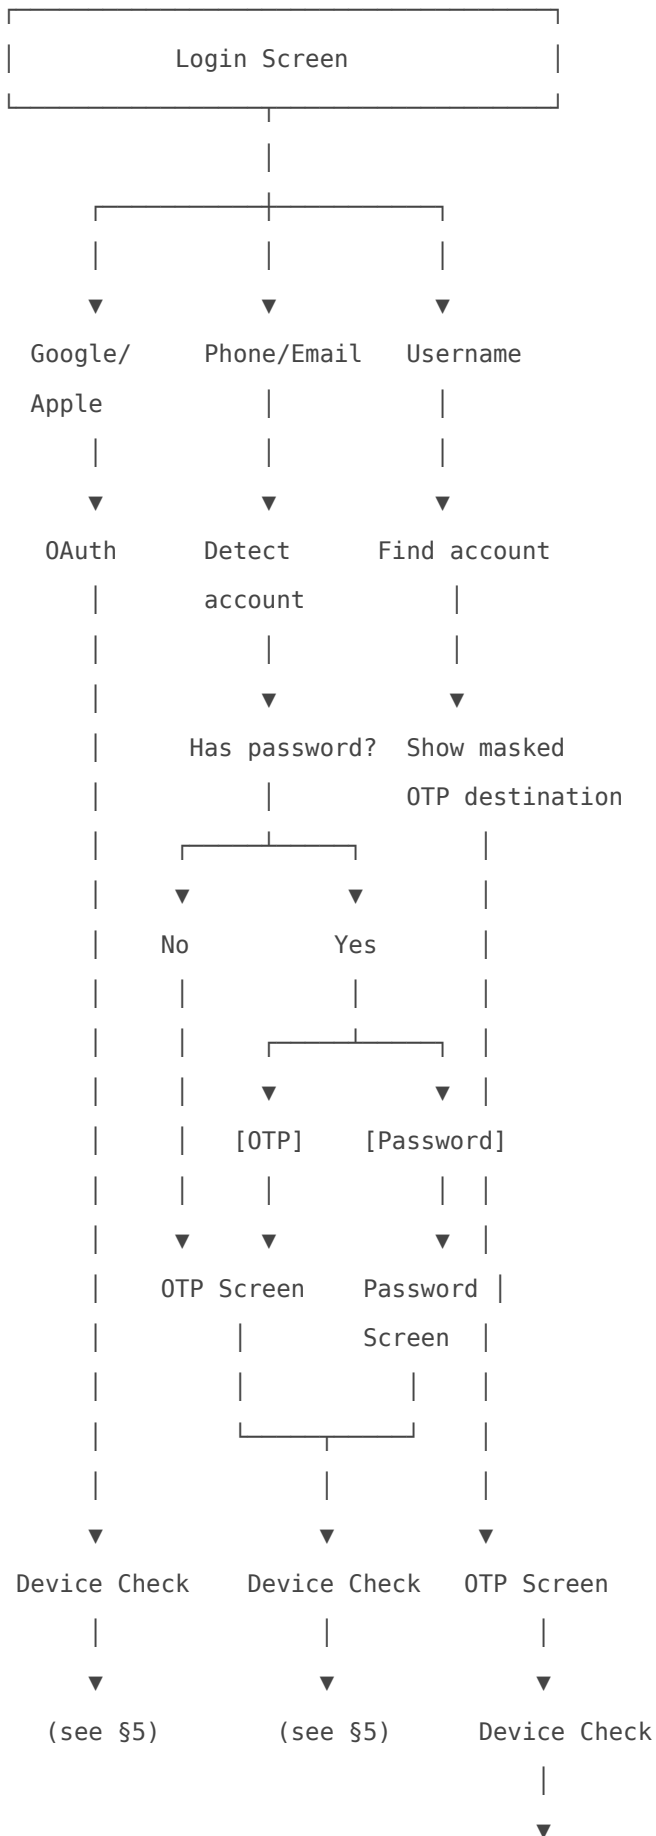 Login Screen
Google/ Phone/Email Username
Apple
OAuth Detect Find account
account
Has password? Show masked
OTP destination
No Yes
[OTP] [Password]
OTP Screen Password
Screen
Device Check Device Check OTP Screen
(see §5) (see §5) Device Check